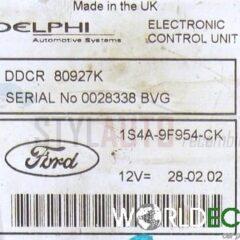 Made in the UK
DELPHI
Automotive Systems
ELECTRONIC
CONTROL UNIT
DDCR 80927K
SERIAL No 0028338 BVG
STYLAUTO
1S4A-9F954-CK
Ford
12V= 28.02.02
WORLDEC